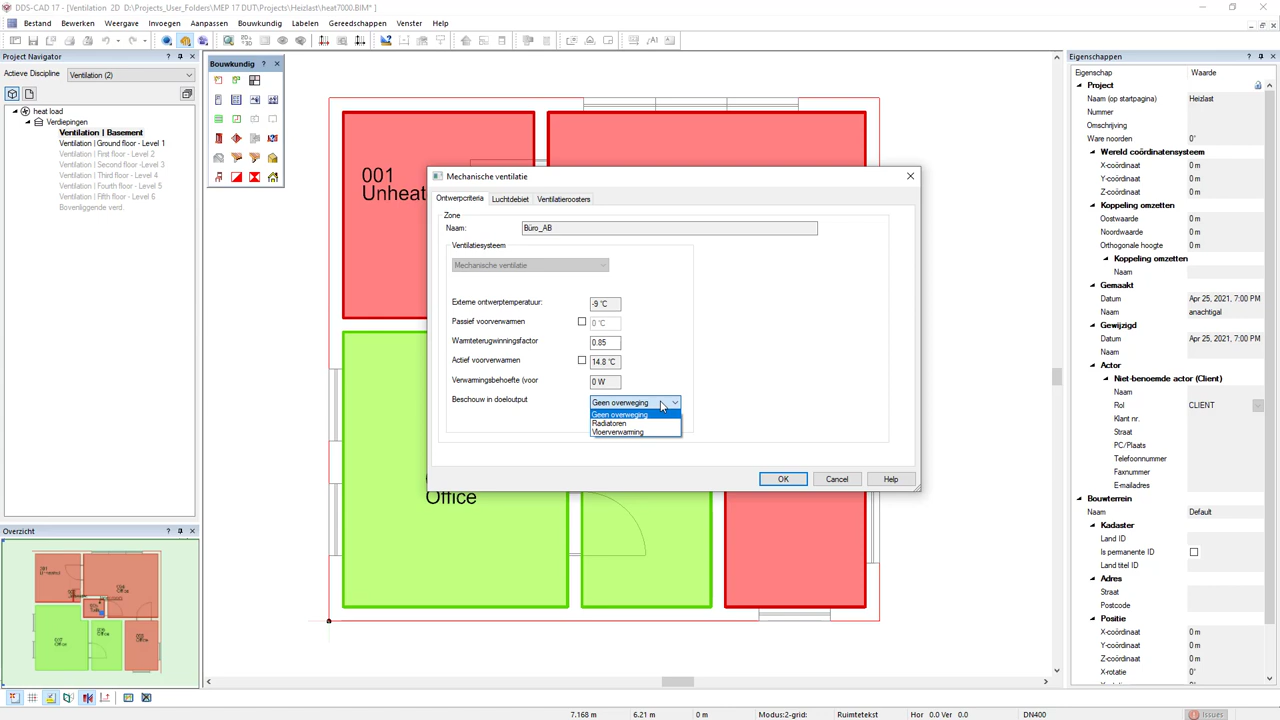 DDS-CAD 17 - [Ventilation 2D D:\Projects_User_Folders\MEP 17 DUT\Projects\Heizlast\heat7000.BIM* ]
Bestand Bewerken Weergave Invoegen Aanpassen Bouwkundig Labelen Gereedschappen Venster Help
Project Navigator
Actieve Discipline Ventilation (2)
heat load
Verdiepingen
Ventilation | Basement
Ventilation | Ground floor - Level 1
Ventilation | First floor - Level 2
Ventilation | Second floor -Level 3
Ventilation | Third floor - Level 4
Ventilation | Fourth floor - Level 5
Ventilation | Fifth floor - Level 6
Bovenliggende verd.
Bouwkundig
001
Unheat
Office
Mechanische ventilatie
Ontwerpcriteria Luchtdebiet Ventilatieroosters
Zone
Naam: Büro_AB
Ventilatiesysteem
Mechanische ventilatie
Externe ontwerptemperatuur: -9 °C
Passief voorverwarmen 0 °C
Warmteterugwinningsfactor 0.85
Actief voorverwarmen 14.8 °C
Verwarmingsbehoefte (voor 0 W
Beschouw in doeloutput Geen overweging
Geen overweging
Radiatoren
Vloerverwarming
OK Cancel Help
Eigenschappen
Eigenschap Waarde
Project
Naam (op startpagina) Heizlast
Nummer
Omschrijving
Ware noorden 0°
Wereld coördinatensysteem
X-coördinaat 0 m
Y-coördinaat 0 m
Z-coördinaat 0 m
Koppeling omzetten
Oostwaarde 0 m
Noordwaarde 0 m
Orthogonale hoogte 0 m
Koppeling omzetten
Naam
Gemaakt
Datum Apr 25, 2021, 7:00 PM
Naam anachtigal
Gewijzigd
Datum Apr 25, 2021, 7:00 PM
Naam
Actor
Niet-benoemde actor (Client)
Naam
Rol CLIENT
Klant nr.
Straat
PC/Plaats
Telefoonnummer
Faxnummer
E-mailadres
Bouwterrein
Naam Default
Kadaster
Land ID
Is permanente ID
Land titel ID
Adres
Straat
Postcode
Positie
X-coördinaat 0 m
Y-coördinaat 0 m
Z-coördinaat 0 m
X-rotatie 0°
Overzicht
7.168 m 6.21 m 0 m Modus:2-grid: Ruimtetekst Hor 0.0 Ver 0.0 DN400 Issues